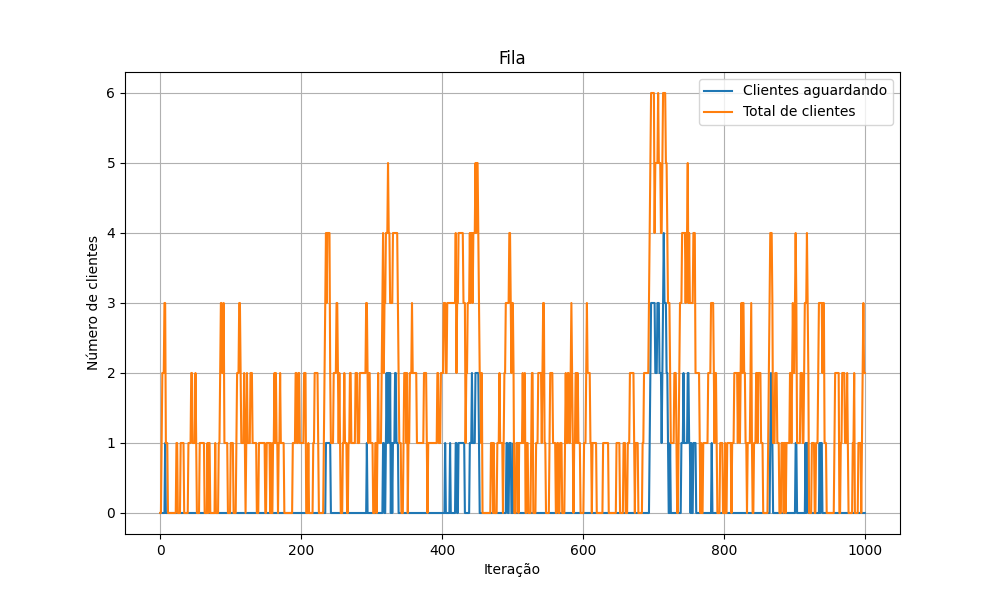 Fila
Clientes aguardando
Total de clientes
Número de clientes
6
5
4
3
2
1
0
0 200 400 600 800 1000
Iteração